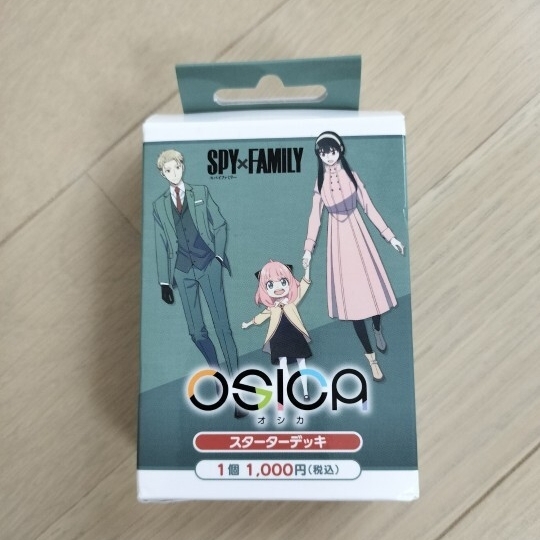 SPY×FAMILY
スパイファミリー
OSICA
オシカ
スターターデッキ
1個 1,000円(税込)